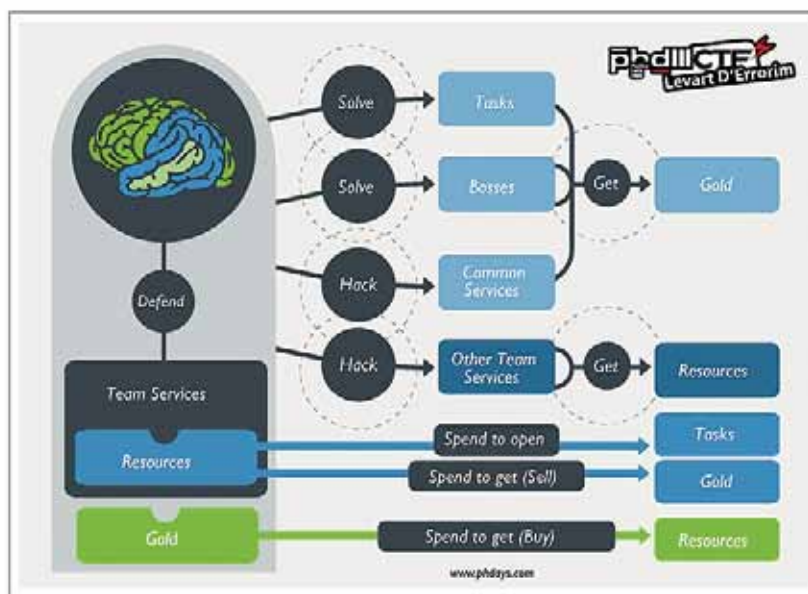 phdIIICTF
Levart D'Errorim
Solve
Tasks
Solve
Bosses
Get
Gold
Hack
Common
Services
Defend
Hack
Other Team
Services
Get
Resources
Team Services
Resources
Spend to open
Tasks
Spend to get (Sell)
Gold
Gold
Spend to get (Buy)
Resources
www.phdays.com